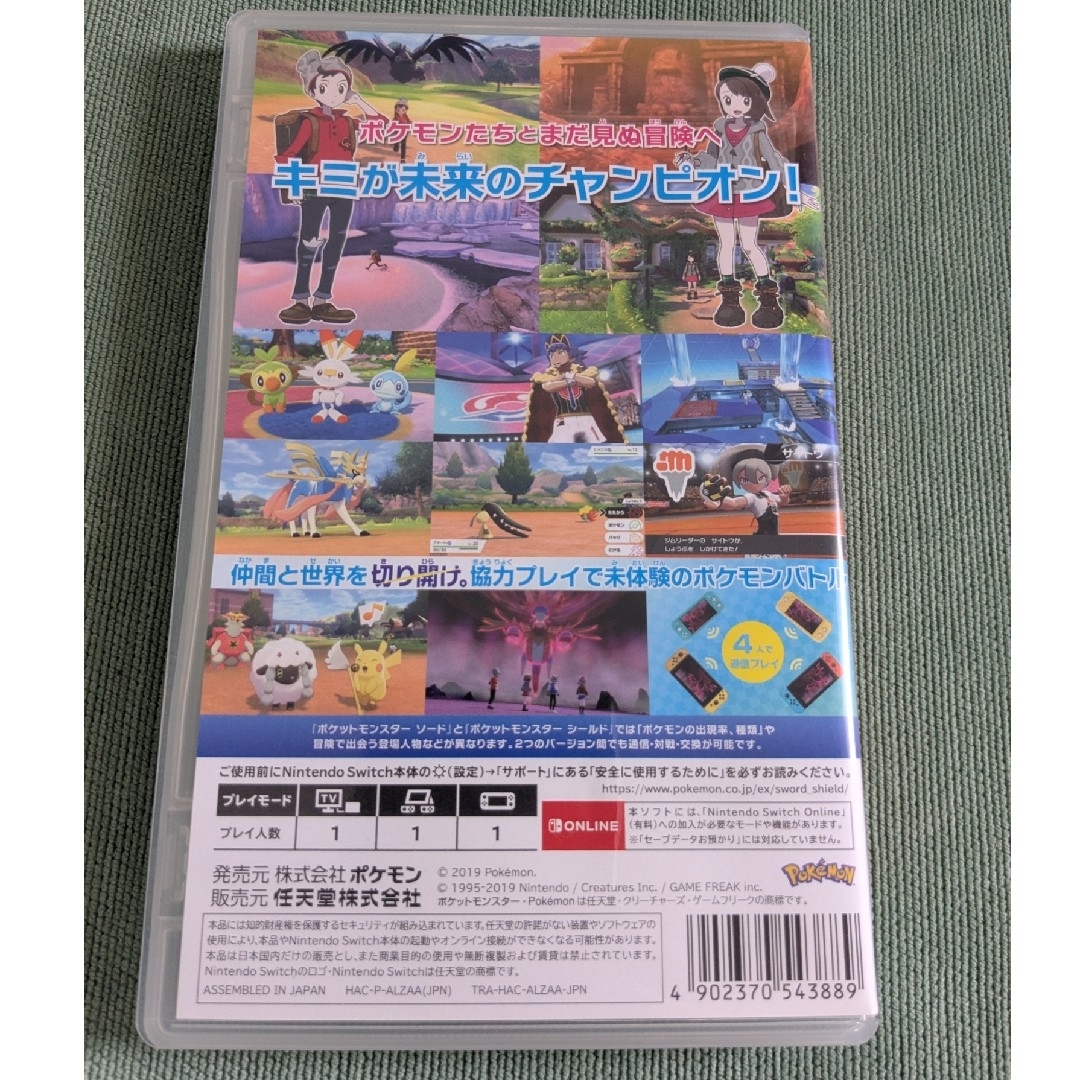 ポケモンたちとまだ見ぬ冒険へ
キミが未来のチャンピオン!
サイトウ
ジムリーダーの サイトウが
しょうぶを しかけてきた!
仲間と世界を切り開け。協力プレイで未体験のポケモンバトル
4人で
通信プレイ
「ポケットモンスター ソード」と「ポケットモンスター シールド」では「ポケモンの出現率、種類」や
冒険で出会う登場人物などが異なります。2つのバージョン間でも通信・対戦・交換が可能です。
ご使用前にNintendo Switch本体の(設定)→「サポート」にある「安全に使用するために」を必ずお読みください。
https://www.pokemon.co.jp/ex/sword_shield/
プレイモード TV
プレイ人数 1 1 1
ONLINE
本ソフトには、「Nintendo Switch Online」
(有料)への加入が必要なモードや機能があります。
※「セーブデータお預かり」には対応していません。
発売元 株式会社ポケモン
販売元 任天堂株式会社
© 2019 Pokémon.
© 1995-2019 Nintendo / Creatures Inc. / GAME FREAK inc.
ポケットモンスター・Pokémonは任天堂・クリーチャーズ・ゲームフリークの商標です。
POKéMON
本品には知的財産権を保護するセキュリティが組み込まれています。任天堂の許諾がない装置やソフトウェアの
使用により、本品やNintendo Switch本体の起動やオンライン接続ができなくなる可能性があります。
本品は日本国内だけの販売とし、また商業目的の使用や無断複製および賃貸は禁止されています。
Nintendo Switchのロゴ・Nintendo Switchは任天堂の商標です。
ASSEMBLED IN JAPAN HAC-P-ALZAA(JPN) TRA-HAC-ALZAA-JPN
4 902370 543889